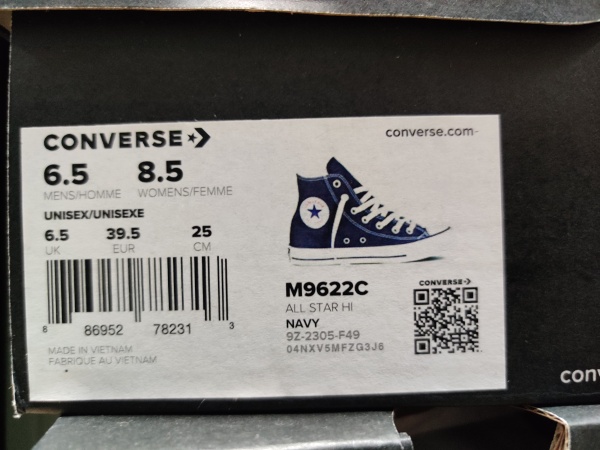 CONVERSE
converse.com
6.5 8.5
MENS/HOMME WOMENS/FEMME
UNISEX/UNISEXE
6.5 39.5 25
UK EUR CM
8 86952 78231 3
MADE IN VIETNAM
FABRIQUE AU VIETNAM
M9622C
ALL STAR HI
NAVY
9Z-2305-F49
04NXV5MFZG3J6
CONVERSE